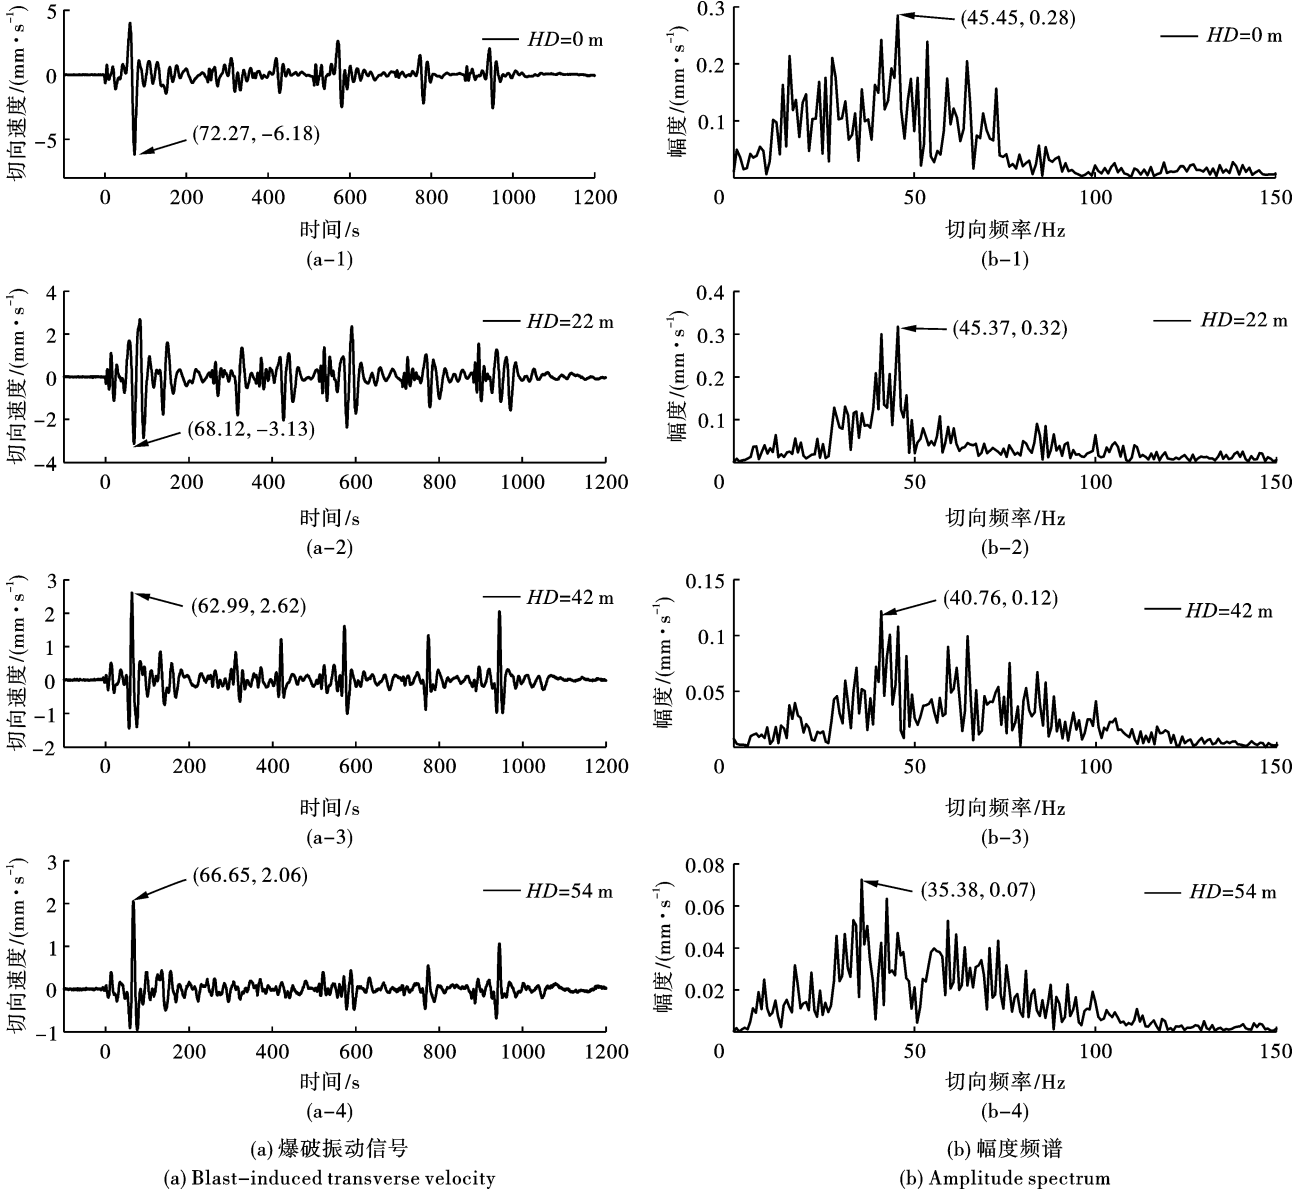 5
0
−5
切向速度/(mm·s⁻¹)
HD=0 m
(72.27, −6.18)
0 200 400 600 800 1000 1200
时间/s
(a-1)
0.3
0.2
0.1
幅度/(mm·s⁻¹)
(45.45, 0.28)
HD=0 m
0 50 100 150
切向频率/Hz
(b-1)
4
2
0
−2
−4
切向速度/(mm·s⁻¹)
HD=22 m
(68.12, −3.13)
0 200 400 600 800 1000 1200
时间/s
(a-2)
0.4
0.3
0.2
0.1
幅度/(mm·s⁻¹)
(45.37, 0.32)
HD=22 m
0 50 100 150
切向频率/Hz
(b-2)
3
2
1
0
−1
−2
切向速度/(mm·s⁻¹)
(62.99, 2.62)
HD=42 m
0 200 400 600 800 1000 1200
时间/s
(a-3)
0.15
0.1
0.05
幅度/(mm·s⁻¹)
(40.76, 0.12)
HD=42 m
0 50 100 150
切向频率/Hz
(b-3)
3
2
1
0
−1
切向速度/(mm·s⁻¹)
(66.65, 2.06)
HD=54 m
0 200 400 600 800 1000 1200
时间/s
(a-4)
0.08
0.06
0.04
0.02
幅度/(mm·s⁻¹)
(35.38, 0.07)
HD=54 m
0 50 100 150
切向频率/Hz
(b-4)
(a) 爆破振动信号
(a) Blast-induced transverse velocity
(b) 幅度频谱
(b) Amplitude spectrum